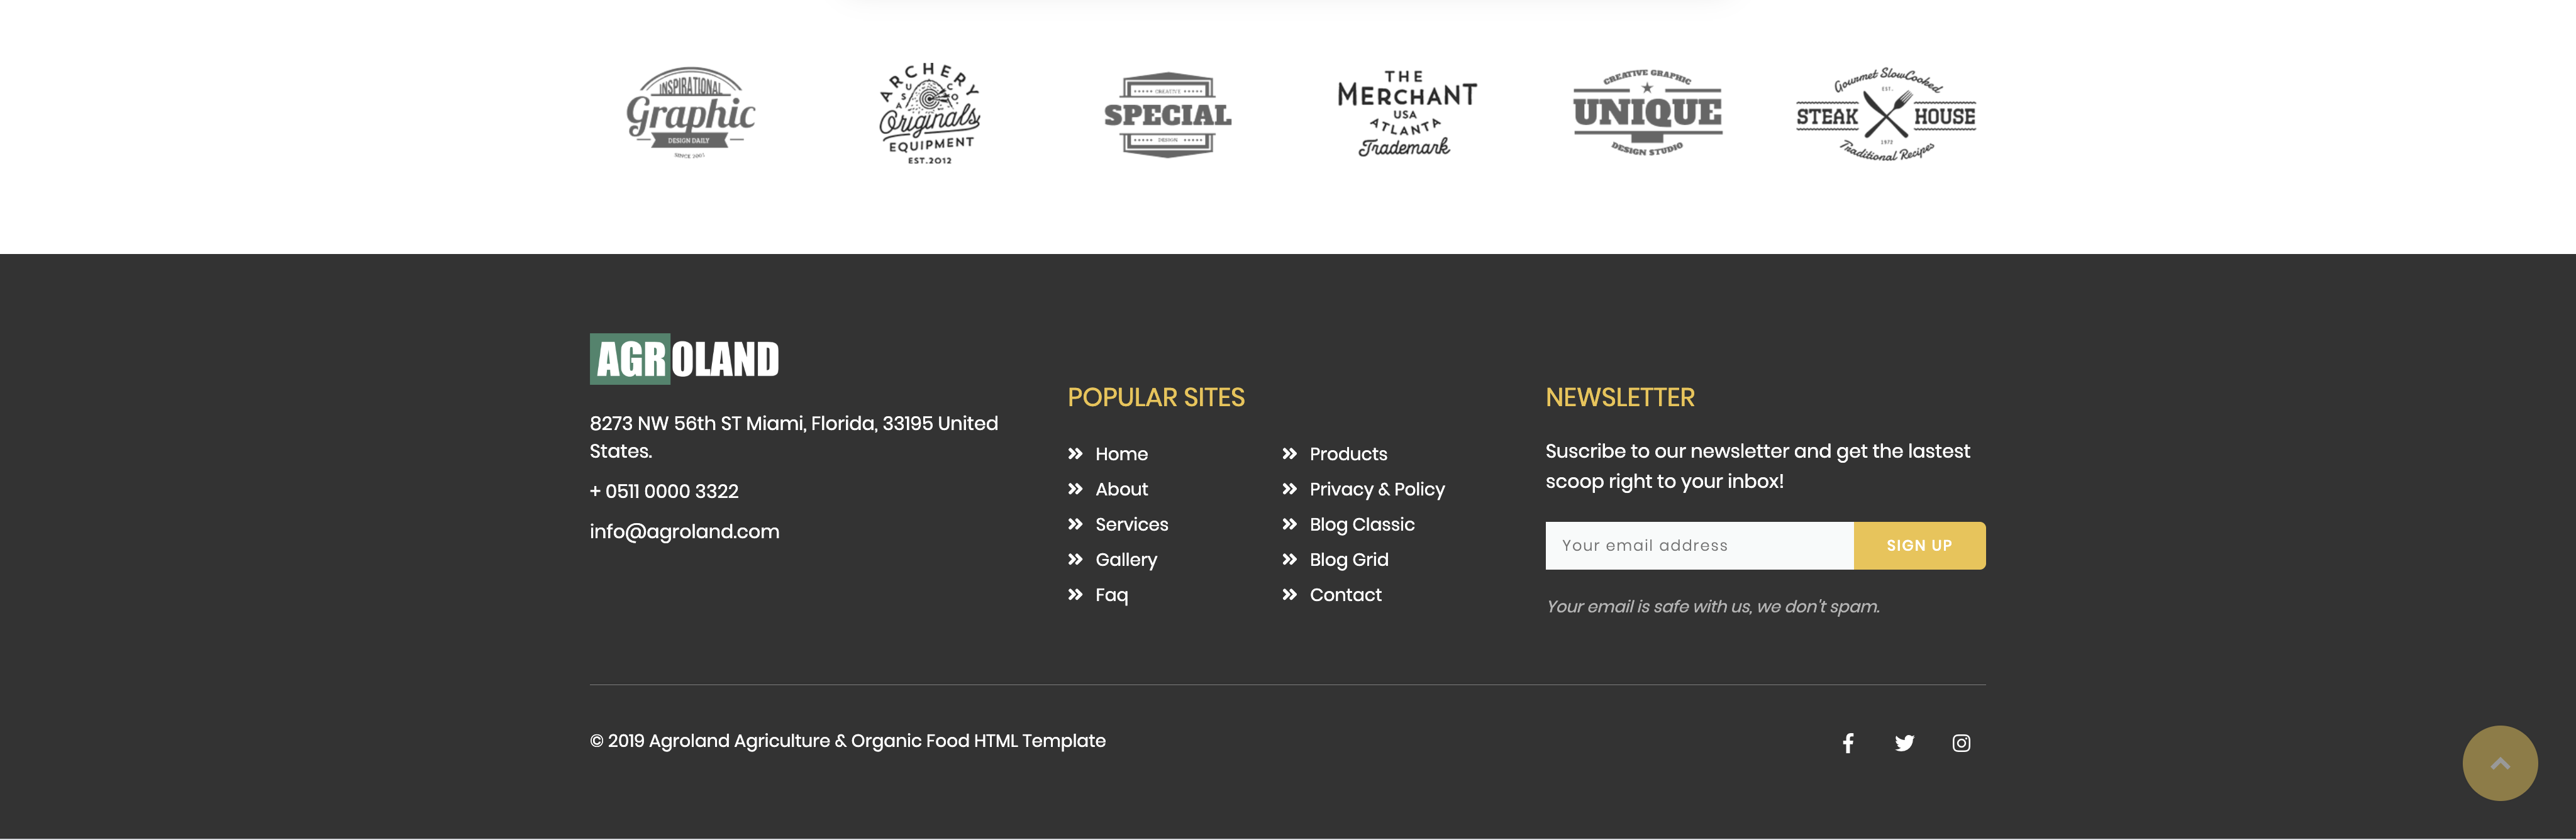 INSPIRATIONAL
Graphic
DESIGN DAILY
SINCE 2001
ARCHERY
USA CO
Originals
EQUIPMENT
EST.2012
CREATIVE
SPECIAL
DESIGN
THE
MERCHANT
USA
ATLANTA
Trademark
CREATIVE GRAPHIC
UNIQUE
DESIGN STUDIO
Gourmet SlowCooked
EST.
STEAK HOUSE
1972
Traditional Recipes
AGROLAND
8273 NW 56th ST Miami, Florida, 33195 United
States.
+ 0511 0000 3322
info@agroland.com
POPULAR SITES
Home
About
Services
Gallery
Faq
Products
Privacy & Policy
Blog Classic
Blog Grid
Contact
NEWSLETTER
Suscribe to our newsletter and get the lastest
scoop right to your inbox!
Your email address
SIGN UP
Your email is safe with us, we don't spam.
© 2019 Agroland Agriculture & Organic Food HTML Template